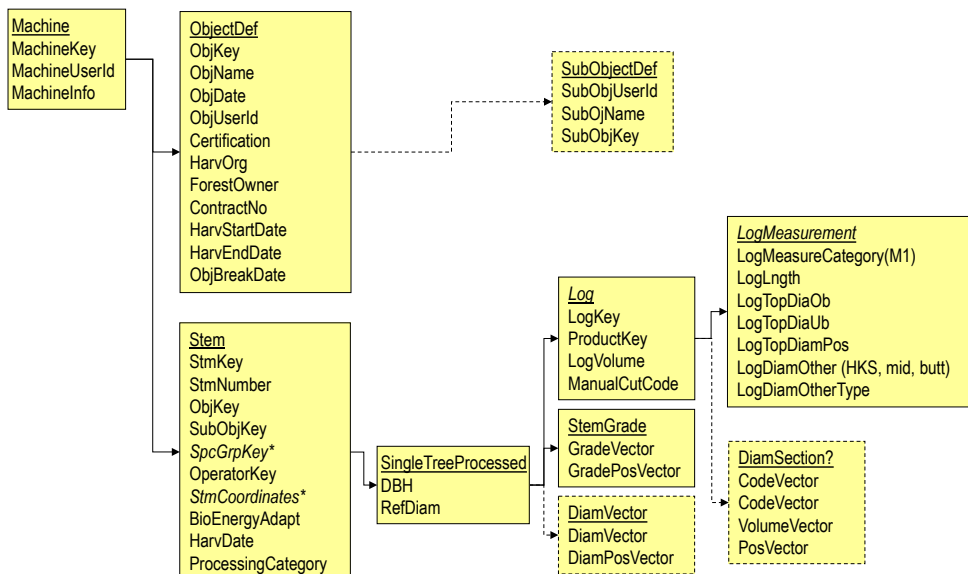 Machine
MachineKey
MachineUserId
MachineInfo
ObjectDef
ObjKey
ObjName
ObjDate
ObjUserId
Certification
HarvOrg
ForestOwner
ContractNo
HarvStartDate
HarvEndDate
ObjBreakDate
SubObjectDef
SubObjUserId
SubOjName
SubObjKey
Stem
StmKey
StmNumber
ObjKey
SubObjKey
SpcGrpKey*
OperatorKey
StmCoordinates*
BioEnergyAdapt
HarvDate
ProcessingCategory
SingleTreeProcessed
DBH
RefDiam
Log
LogKey
ProductKey
LogVolume
ManualCutCode
StemGrade
GradeVector
GradePosVector
DiamVector
DiamVector
DiamPosVector
LogMeasurement
LogMeasureCategory(M1)
LogLngth
LogTopDiaOb
LogTopDiaUb
LogTopDiamPos
LogDiamOther (HKS, mid, butt)
LogDiamOtherType
DiamSection?
CodeVector
CodeVector
VolumeVector
PosVector